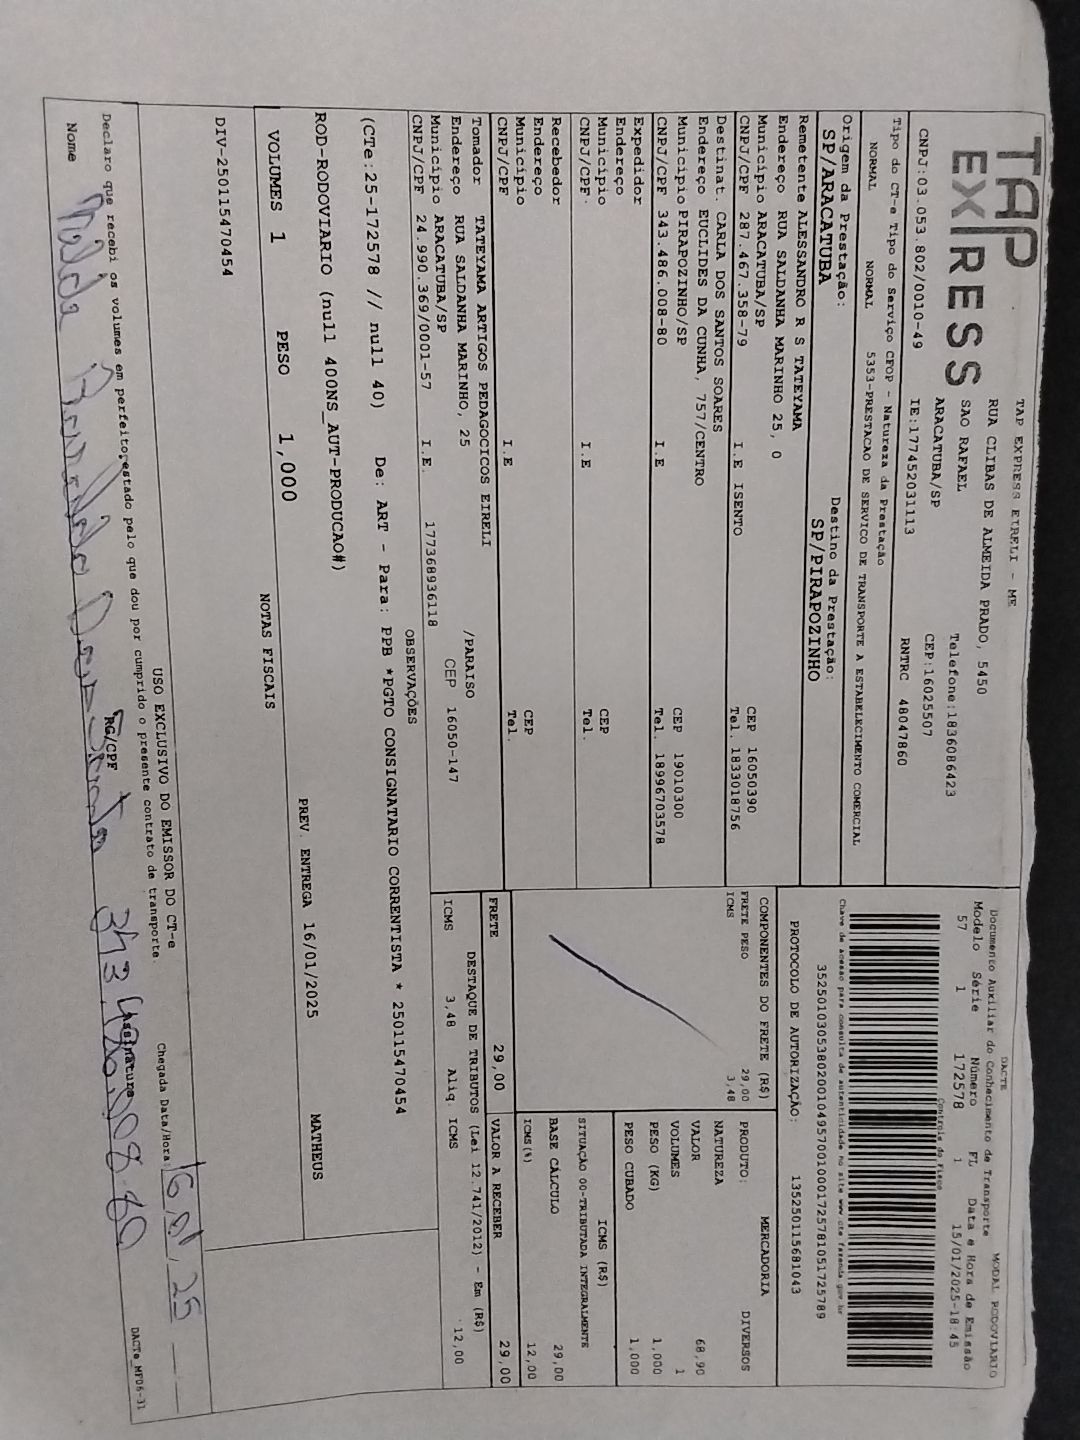 TAP
EXPRESS
TAP EXPRESS EIRELI - ME
RUA CLIBAS DE ALMEIDA PRADO, 5450
SAO RAFAEL
Telefone:1836086423
ARACATUBA/SP
CEP:16025507
CNPJ:03.053.802/0010-49 IE:177452031113 RNTRC 48047860
Tipo do CT-e Tipo do Serviço CFOP - Natureza da Prestação
NORMAL NORMAL 5353-PRESTACAO DE SERVICO DE TRANSPORTE A ESTABELECIMENTO COMERCIAL
Origem da Prestação: Destino da Prestação:
SP/ARACATUBA SP/PIRAPOZINHO
Remetente ALESSANDRO R S TATEYAMA
Endereço RUA SALDANHA MARINHO 25, 0
Município ARACATUBA/SP CEP 16050390
CNPJ/CPF 287.467.358-79 I.E ISENTO Tel. 1833018756
Destinat. CARLA DOS SANTOS SOARES
Endereço EUCLIDES DA CUNHA, 757/CENTRO
Município PIRAPOZINHO/SP CEP 19010300
CNPJ/CPF 343.486.008-80 I.E Tel. 18996703578
Expedidor
Endereço
Município CEP
CNPJ/CPF I.E Tel.
Recebedor
Endereço
Município CEP
CNPJ/CPF I.E Tel.
Tomador TATEYAMA ARTIGOS PEDAGOCICOS EIRELI
Endereço RUA SALDANHA MARINHO, 25 /PARAISO
Município ARACATUBA/SP CEP 16050-147
CNPJ/CPF 24.990.369/0001-57 I.E. 177368936118
DACTE MODAL RODOVIARIO
Documento Auxiliar do Conhecimento de Transporte
Modelo Série Número FL Data e Hora de Emissão
57 1 172578 1 15/01/2025-18:45
Controle do Fisco
Chave de acesso para consulta de autenticidade no site www.cte.fazenda.gov.br
35250103053802001049570010001725781051725789
PROTOCOLO DE AUTORIZAÇÃO: 135250115681043
COMPONENTES DO FRETE (R$)
FRETE PESO 29,00
ICMS 3,48
MERCADORIA
PRODUTO: DIVERSOS
NATUREZA
VALOR 68,90
VOLUMES 1
PESO (KG) 1,000
PESO CUBADO 1,000
ICMS (R$)
SITUAÇÃO 00-TRIBUTADA INTEGRALMENTE
BASE CÁLCULO 29,00
ICMS(%) 12,00
FRETE 29,00 VALOR A RECEBER 29,00
DESTAQUE DE TRIBUTOS (Lei 12.741/2012) - Em (R$)
ICMS 3,48 Aliq. ICMS 12,00
OBSERVAÇÕES
(CTe:25-172578 // null 40) De: ART - Para: PPB *PGTO CONSIGNATARIO CORRENTISTA * 250115470454
ROD-RODOVIARIO (null 400NS_AUT-PRODUCAO#) MATHEUS
VOLUMES 1 PESO 1,000 PREV. ENTREGA 16/01/2025
NOTAS FISCAIS
DIV-250115470454
USO EXCLUSIVO DO EMISSOR DO CT-e
Declaro que recebi os volumes em perfeito estado pelo que dou por cumprido o presente contrato de transporte. Chegada Data/Hora: 16 01 25
Nome RG/CPF Assinatura
DACTe_MF06-31